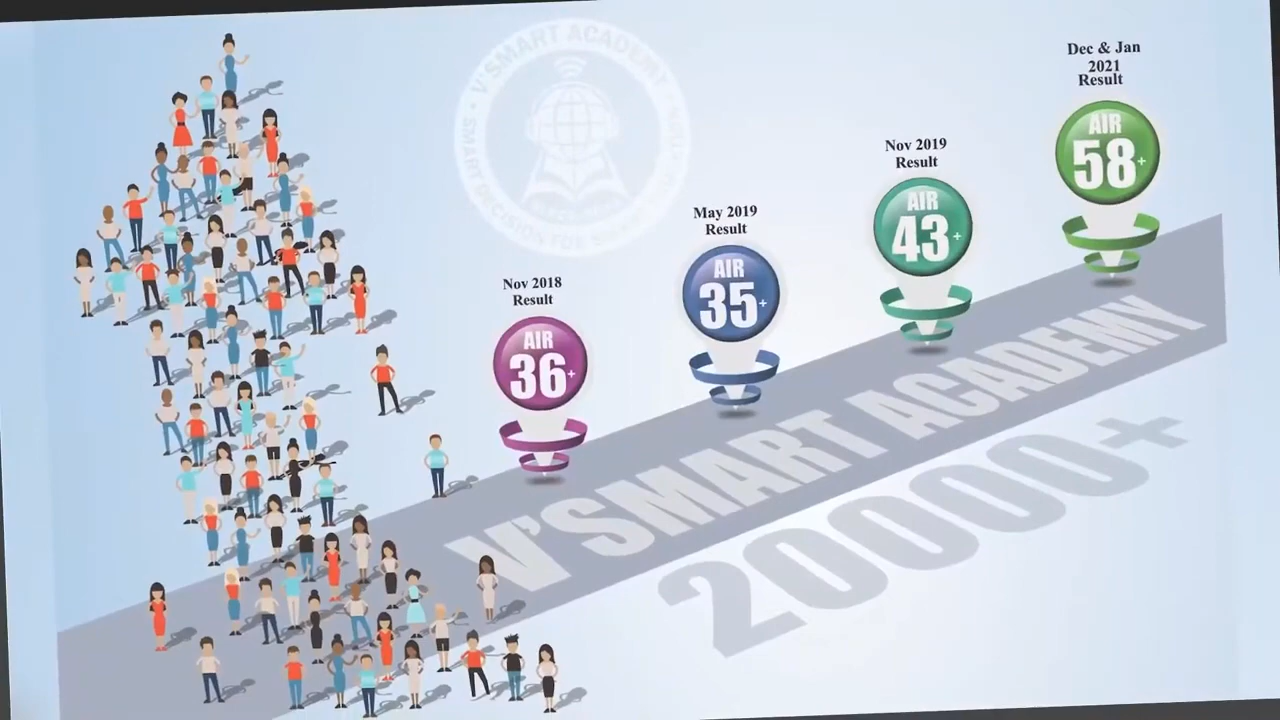 V'SMART ACADEMY
Dec & Jan
2021
Result
AIR
58+
Nov 2019
Result
AIR
43+
May 2019
Result
AIR
35+
Nov 2018
Result
AIR
36+
V'SMART ACADEMY
20000+